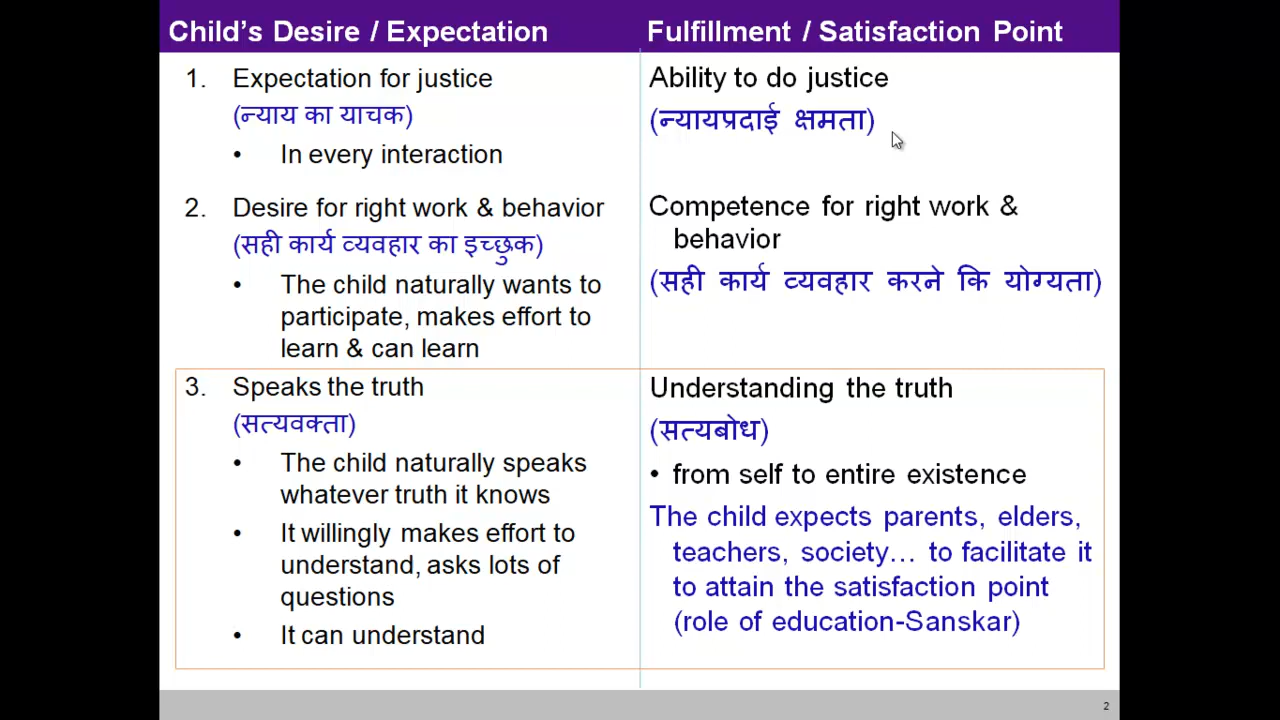 Child's Desire / Expectation
Fulfillment / Satisfaction Point
1. Expectation for justice
(न्याय का याचक)
• In every interaction
Ability to do justice
(न्यायप्रदाई क्षमता)
2. Desire for right work & behavior
(सही कार्य व्यवहार का इच्छुक)
• The child naturally wants to
participate, makes effort to
learn & can learn
Competence for right work &
behavior
(सही कार्य व्यवहार करने कि योग्यता)
3. Speaks the truth
(सत्यवक्ता)
• The child naturally speaks
whatever truth it knows
• It willingly makes effort to
understand, asks lots of
questions
• It can understand
Understanding the truth
(सत्यबोध)
• from self to entire existence
The child expects parents, elders,
teachers, society… to facilitate it
to attain the satisfaction point
(role of education-Sanskar)
2